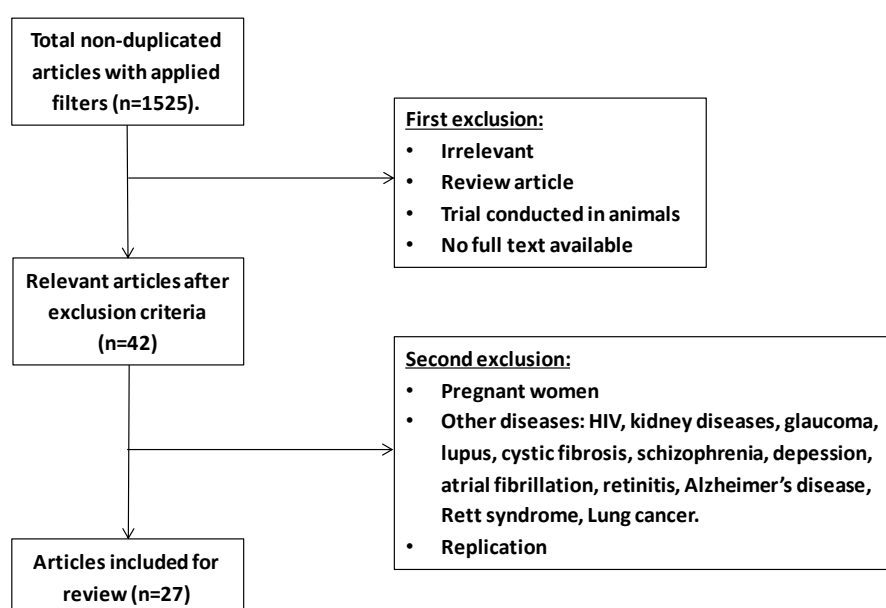 Total non-duplicated
articles with applied
filters (n=1525).
First exclusion:
• Irrelevant
• Review article
• Trial conducted in animals
• No full text available
Relevant articles after
exclusion criteria
(n=42)
Second exclusion:
• Pregnant women
• Other diseases: HIV, kidney diseases, glaucoma,
lupus, cystic fibrosis, schizophrenia, depession,
atrial fibrillation, retinitis, Alzheimer’s disease,
Rett syndrome, Lung cancer.
• Replication
Articles included for
review (n=27)